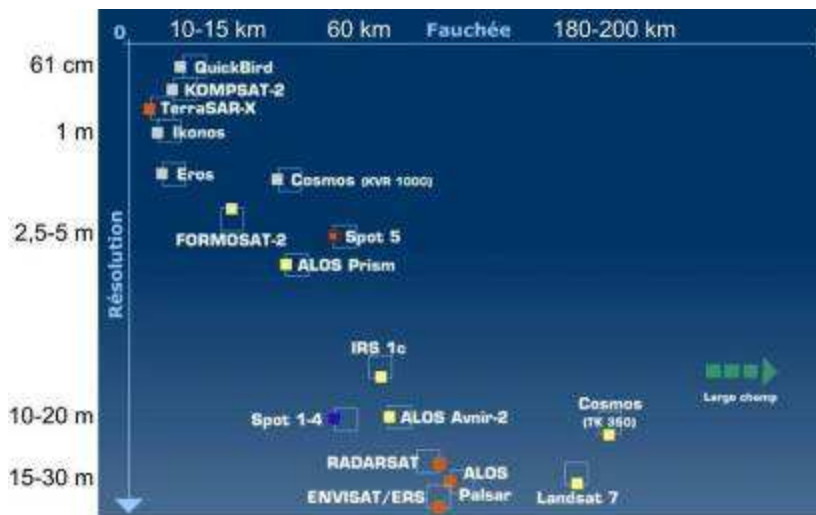 0
10-15 km
60 km
Fauchée
180-200 km
61 cm
QuickBird
KOMPSAT-2
TerraSAR-X
1 m
Ikonos
Eros
Cosmos (KVR 1000)
2,5-5 m
FORMOSAT-2
Spot 5
ALOS Prism
Résolution
IRS 1c
Large champ
10-20 m
Spot 1-4
ALOS Avnir-2
Cosmos
(TK 350)
15-30 m
RADARSAT
ALOS
Palsar
ENVISAT/ERS
Landsat 7